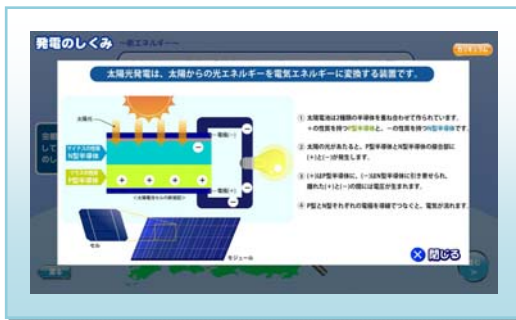 発電のしくみ ～新エネルギー～
太陽光発電は、太陽からの光エネルギーを電気エネルギーに変換する装置です。
太陽光
電極(－)
マイナスの性質
N型半導体
プラスの性質
P型半導体
電極(＋)
＜太陽電池セルの断面図＞
セル
モジュール
① 太陽電池は2種類の半導体を重ね合わせて作られています。
＋の性質を持つP型半導体と、－の性質を持つN型半導体です。
② 太陽の光があたると、P型半導体とN型半導体の接合部に
(＋)と(－)が発生します。
③ (＋)はP型半導体に、(－)はN型半導体に引き寄せられ、
離れた(＋)と(－)の間には電圧が生まれます。
④ P型とN型それぞれの電極を導線でつなぐと、電気が流れます。
閉じる
戻る